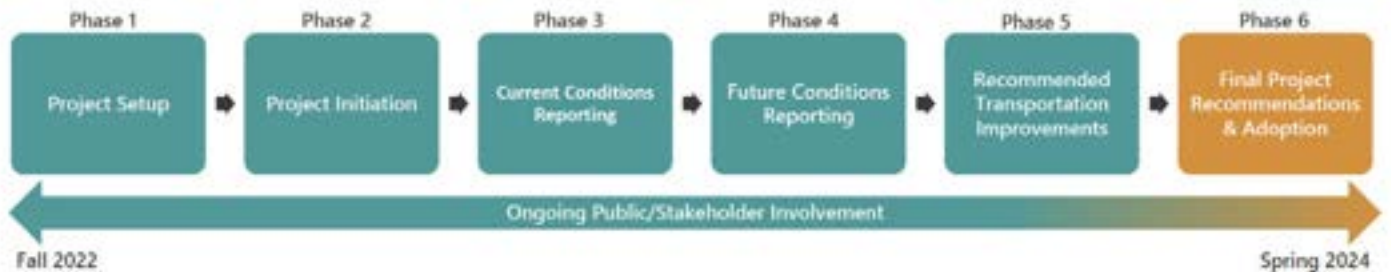 Phase 1
Phase 2
Phase 3
Phase 4
Phase 5
Phase 6
Project Setup
Project Initiation
Current Conditions
Reporting
Future Conditions
Reporting
Recommended
Transportation
Improvements
Final Project
Recommendations
& Adoption
Ongoing Public/Stakeholder Involvement
Fall 2022
Spring 2024